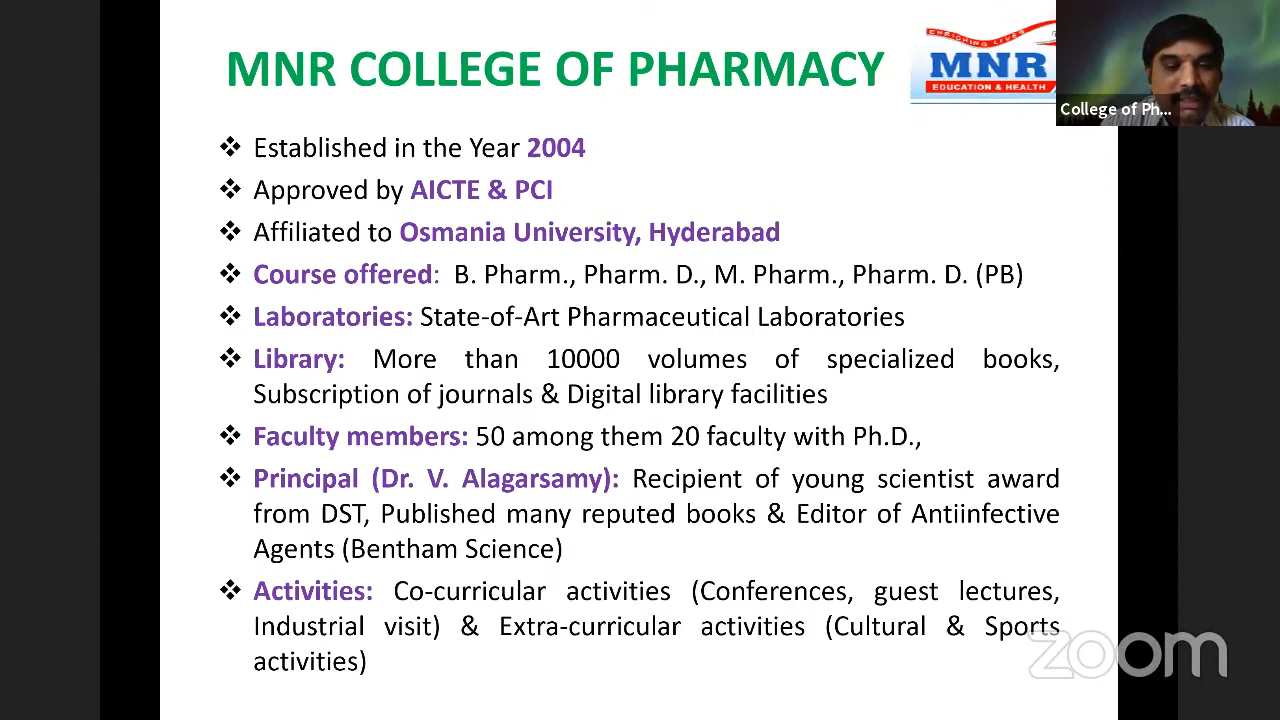 MNR COLLEGE OF PHARMACY
ENRICHING LIVES
MNR
EDUCATION & HEALTH
College of Ph...
❖ Established in the Year 2004
❖ Approved by AICTE & PCI
❖ Affiliated to Osmania University, Hyderabad
❖ Course offered: B. Pharm., Pharm. D., M. Pharm., Pharm. D. (PB)
❖ Laboratories: State-of-Art Pharmaceutical Laboratories
❖ Library: More than 10000 volumes of specialized books,
Subscription of journals & Digital library facilities
❖ Faculty members: 50 among them 20 faculty with Ph.D.,
❖ Principal (Dr. V. Alagarsamy): Recipient of young scientist award
from DST, Published many reputed books & Editor of Antiinfective
Agents (Bentham Science)
❖ Activities: Co-curricular activities (Conferences, guest lectures,
Industrial visit) & Extra-curricular activities (Cultural & Sports
activities)
zoom